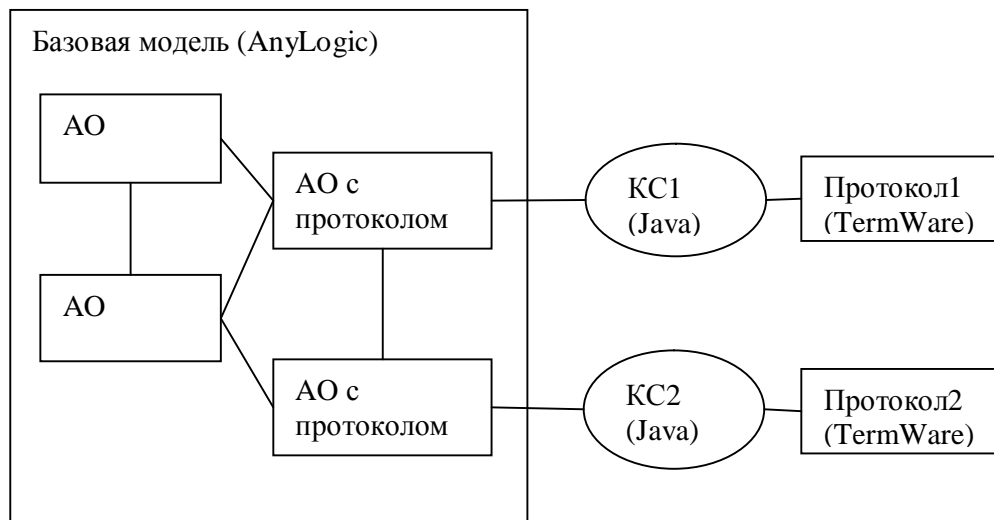 Базовая модель (AnyLogic)
АО
АО с
протоколом
КС1
(Java)
Протокол1
(TermWare)
АО
АО с
протоколом
КС2
(Java)
Протокол2
(TermWare)